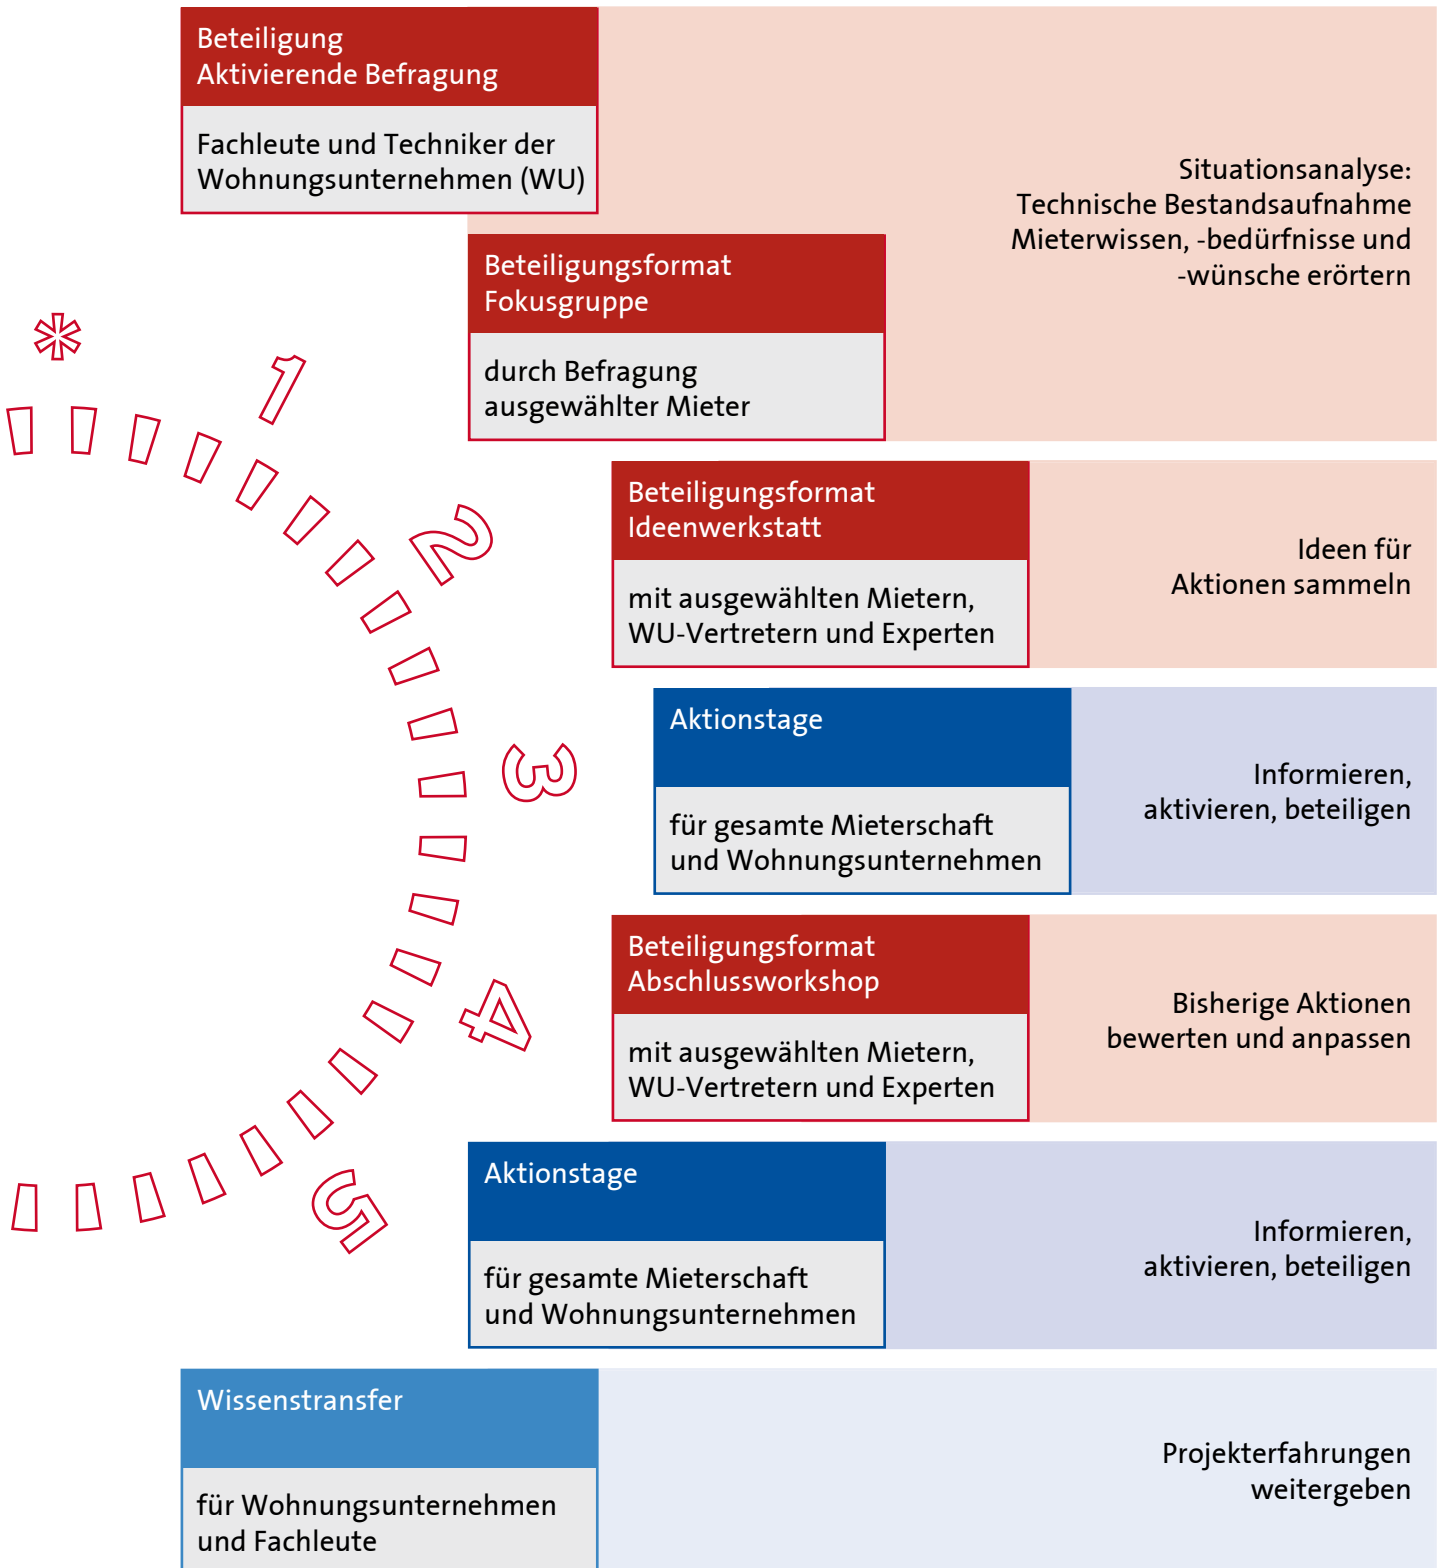 Beteiligung
Aktivierende Befragung
Fachleute und Techniker der
Wohnungsunternehmen (WU)
Situationsanalyse:
Technische Bestandsaufnahme
Mieterwissen, -bedürfnisse und
-wünsche erörtern
Beteiligungsformat
Fokusgruppe
durch Befragung
ausgewählter Mieter
*
1
Beteiligungsformat
Ideenwerkstatt
mit ausgewählten Mietern,
WU-Vertretern und Experten
Ideen für
Aktionen sammeln
2
Aktionstage
für gesamte Mieterschaft
und Wohnungsunternehmen
Informieren,
aktivieren, beteiligen
3
Beteiligungsformat
Abschlussworkshop
mit ausgewählten Mietern,
WU-Vertretern und Experten
Bisherige Aktionen
bewerten und anpassen
4
Aktionstage
für gesamte Mieterschaft
und Wohnungsunternehmen
Informieren,
aktivieren, beteiligen
5
Wissenstransfer
für Wohnungsunternehmen
und Fachleute
Projekterfahrungen
weitergeben